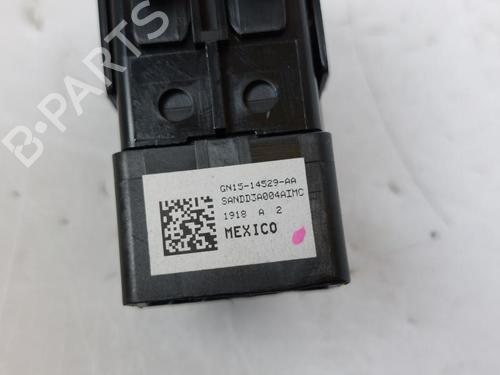 GN15-14529-AA
SANDD3A004AIMC
1918 A 2
MEXICO
B-PARTS